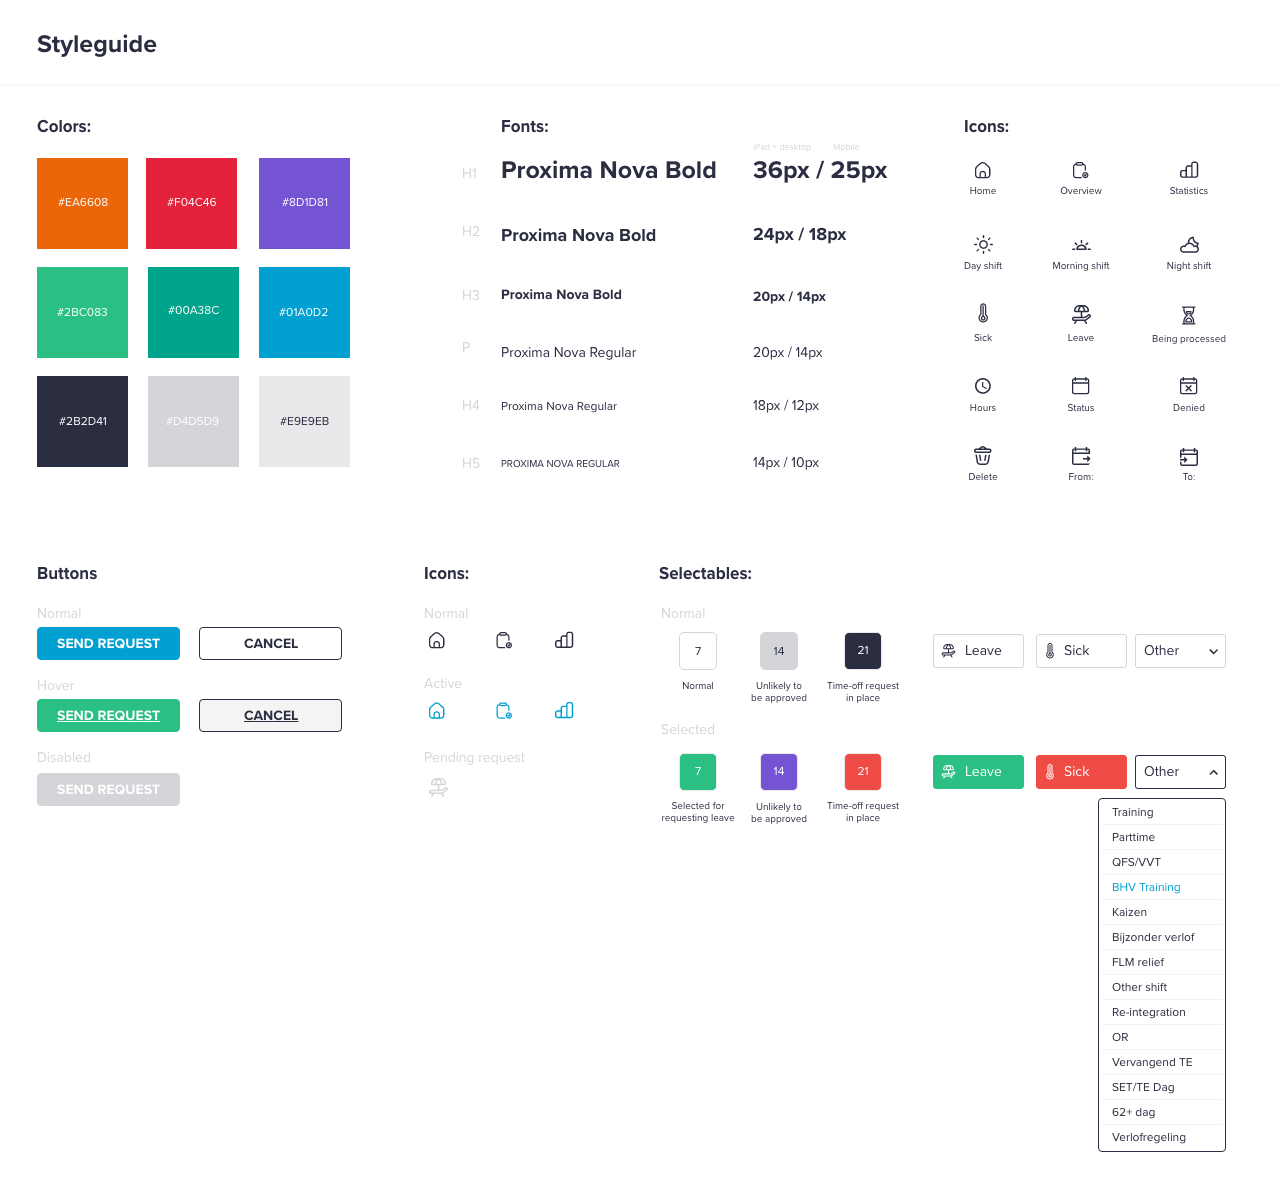 Styleguide
Colors:
#EA6608
#F04C46
#8D1D81
#2BC083
#00A38C
#01A0D2
#2B2D41
#D4D5D9
#E9E9EB
Fonts:
iPad + desktop Mobile
H1 Proxima Nova Bold 36px / 25px
H2 Proxima Nova Bold 24px / 18px
H3 Proxima Nova Bold 20px / 14px
P Proxima Nova Regular 20px / 14px
H4 Proxima Nova Regular 18px / 12px
H5 PROXIMA NOVA REGULAR 14px / 10px
Icons:
Home Overview Statistics
Day shift Morning shift Night shift
Sick Leave Being processed
Hours Status Denied
Delete From: To:
Buttons
Normal
SEND REQUEST CANCEL
Hover
SEND REQUEST CANCEL
Disabled
SEND REQUEST
Icons:
Normal
Active
Pending request
Selectables:
Normal
7
14
21
Normal
Unlikely to
be approved
Time-off request
in place
Leave
Sick
Other
Selected
7
14
21
Selected for
requesting leave
Unlikely to
be approved
Time-off request
in place
Leave
Sick
Other
Training
Parttime
QFS/VVT
BHV Training
Kaizen
Bijzonder verlof
FLM relief
Other shift
Re-integration
OR
Vervangend TE
SET/TE Dag
62+ dag
Verlofregeling